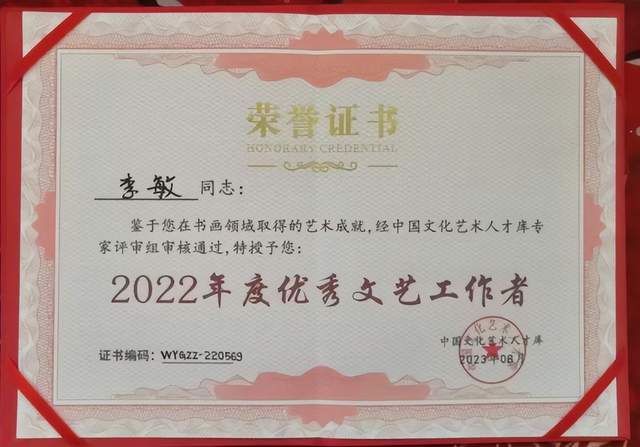 荣誉证书
HONORARY CREDENTIAL
李敏 同志：
鉴于您在书画领域取得的艺术成就，经中国文化艺术人才库专
家评审组审核通过，特授予您：
2022年度优秀文艺工作者
中国文化艺术人才库
证书编码：WYGZZ-220569
2023年08月